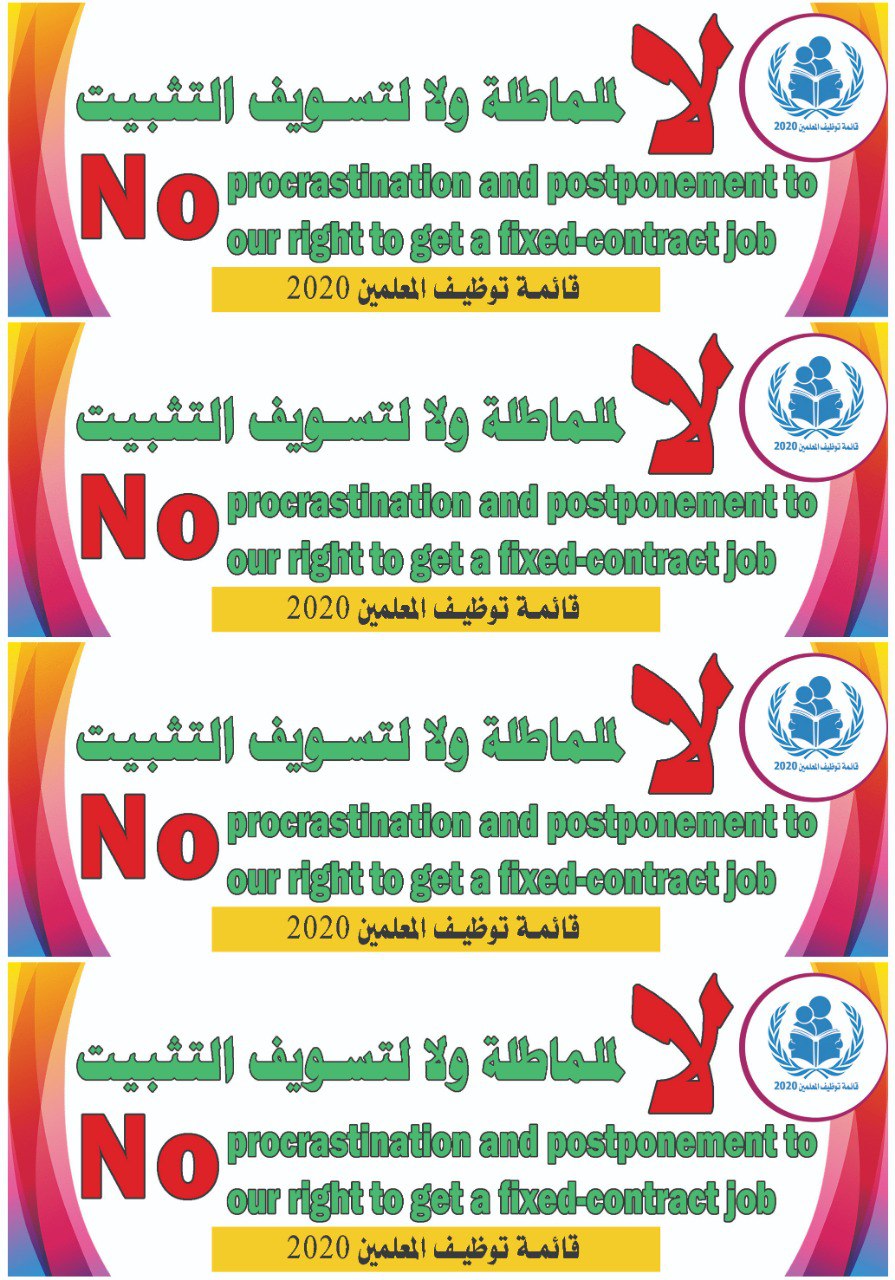 لا للماطلة ولا لتسويف التثبيت
قائمة توظيف المعلمين 2020
No procrastination and postponement to
our right to get a fixed-contract job
قائمة توظيف المعلمين 2020
لا للماطلة ولا لتسويف التثبيت
قائمة توظيف المعلمين 2020
No procrastination and postponement to
our right to get a fixed-contract job
قائمة توظيف المعلمين 2020
لا للماطلة ولا لتسويف التثبيت
قائمة توظيف المعلمين 2020
No procrastination and postponement to
our right to get a fixed-contract job
قائمة توظيف المعلمين 2020
لا للماطلة ولا لتسويف التثبيت
قائمة توظيف المعلمين 2020
No procrastination and postponement to
our right to get a fixed-contract job
قائمة توظيف المعلمين 2020